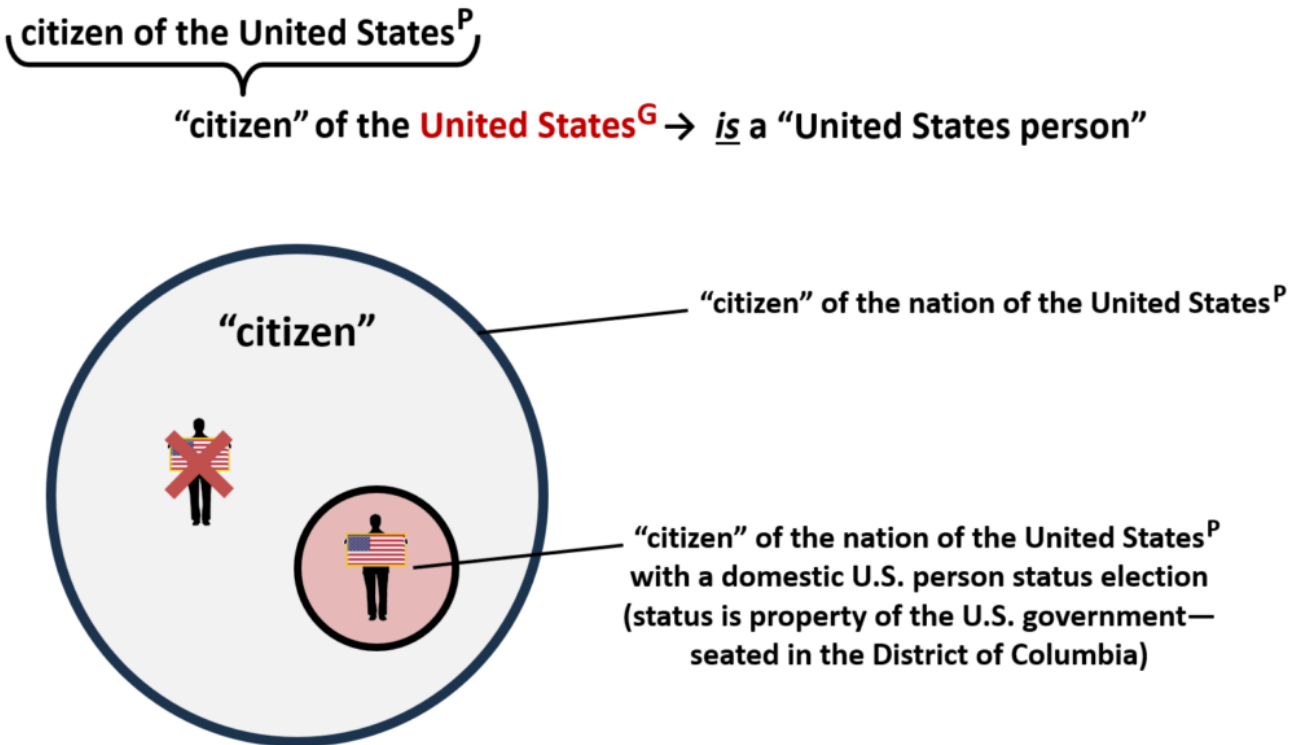 citizen of the United Statesᴾ
“citizen” of the United Statesᴳ → is a “United States person”
“citizen”
“citizen” of the nation of the United Statesᴾ
“citizen” of the nation of the United Statesᴾ
with a domestic U.S. person status election
(status is property of the U.S. government—
seated in the District of Columbia)